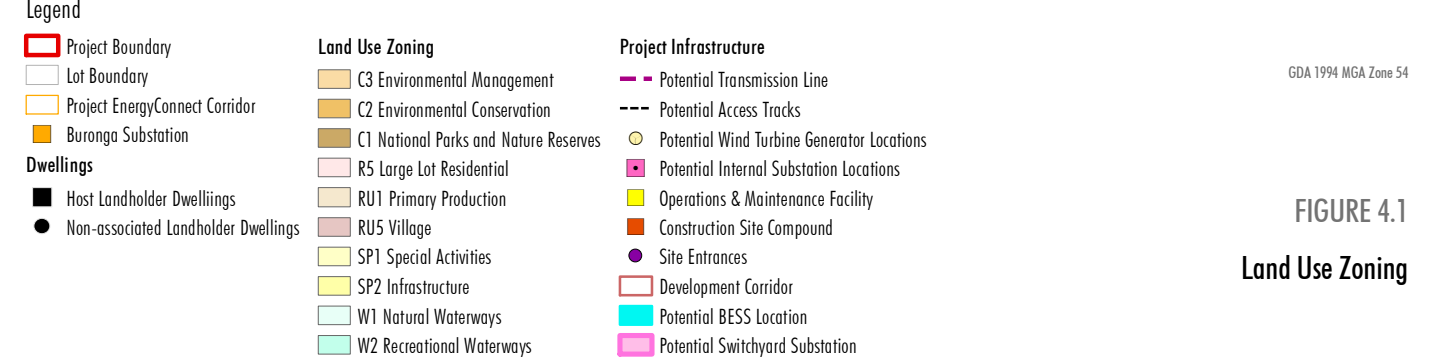 Legend
Project Boundary
Lot Boundary
Project EnergyConnect Corridor
Buronga Substation
Dwellings
Host Landholder Dwelliings
Non-associated Landholder Dwellings
Land Use Zoning
C3 Environmental Management
C2 Environmental Conservation
C1 National Parks and Nature Reserves
R5 Large Lot Residential
RU1 Primary Production
RU5 Village
SP1 Special Activities
SP2 Infrastructure
W1 Natural Waterways
W2 Recreational Waterways
Project Infrastructure
Potential Transmission Line
Potential Access Tracks
Potential Wind Turbine Generator Locations
Potential Internal Substation Locations
Operations & Maintenance Facility
Construction Site Compound
Site Entrances
Development Corridor
Potential BESS Location
Potential Switchyard Substation
GDA 1994 MGA Zone 54
FIGURE 4.1
Land Use Zoning